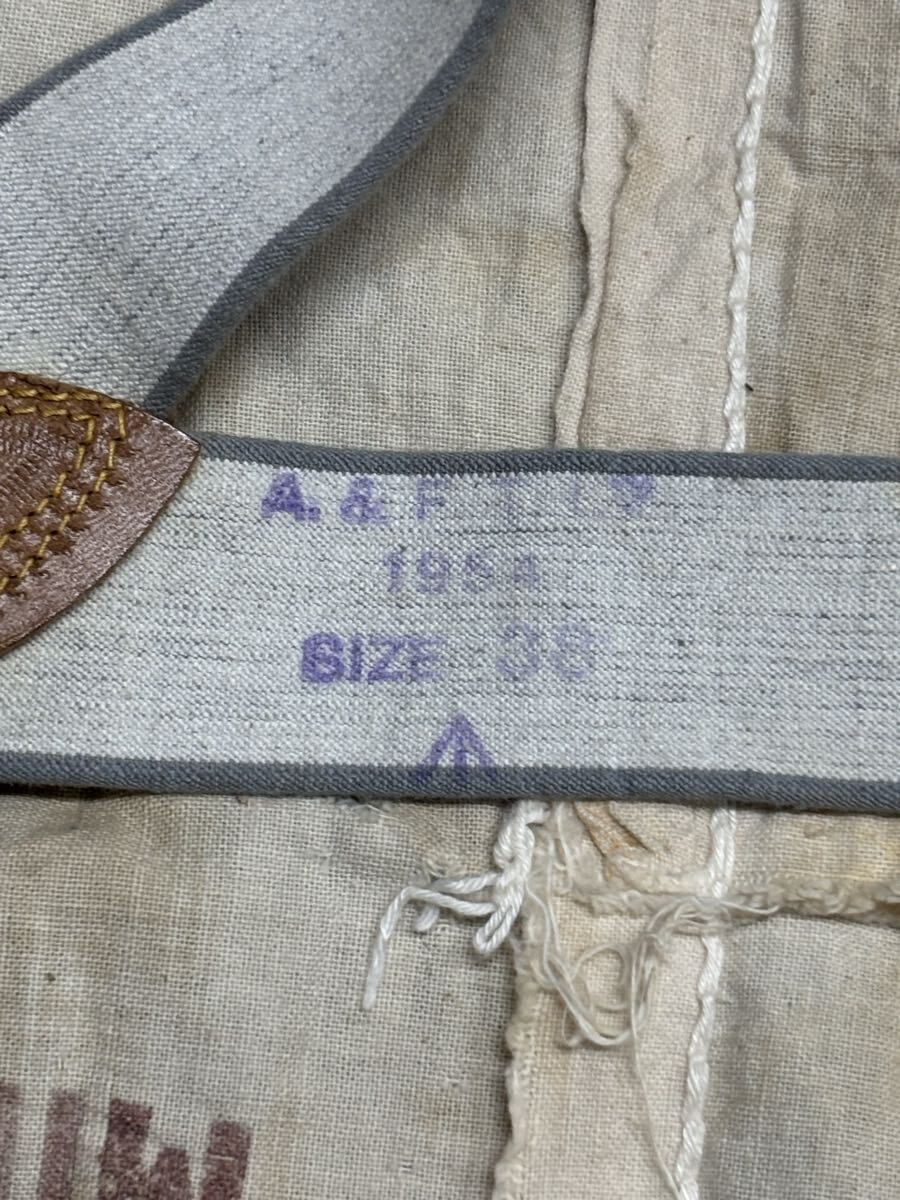 A. & F
1954
SIZE 38